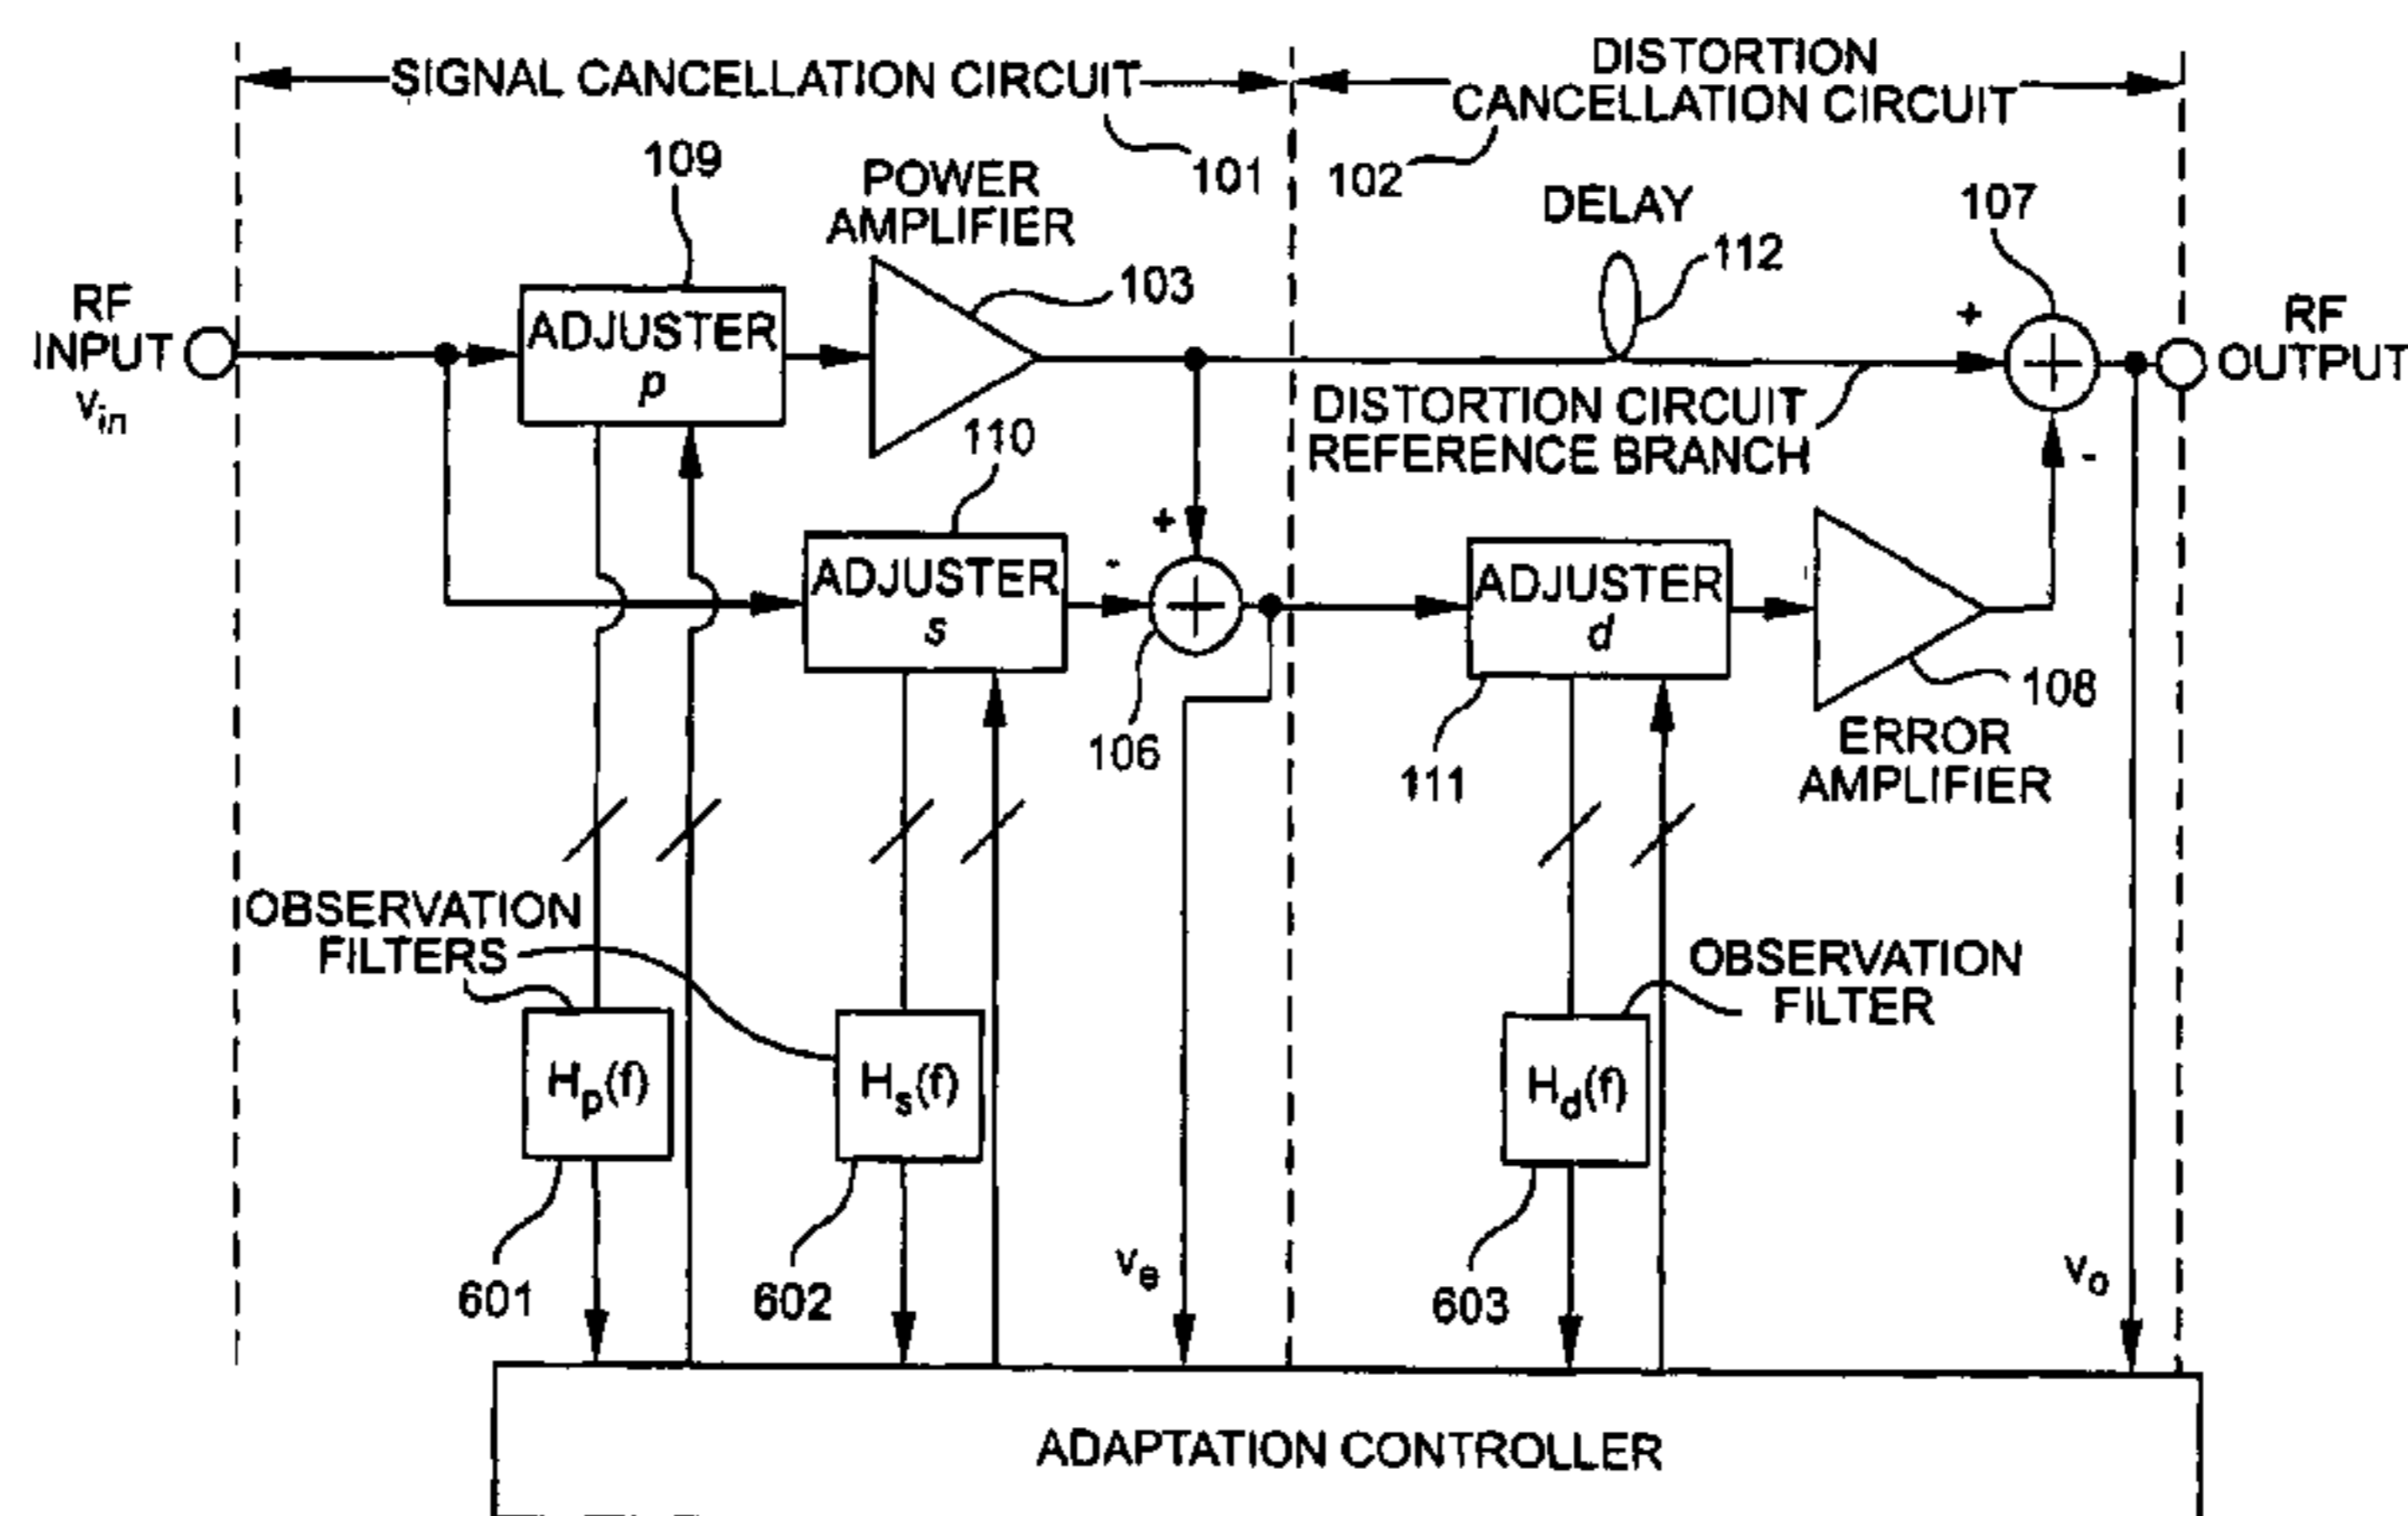 SIGNAL CANCELLATION CIRCUIT
101
DISTORTION
CANCELLATION CIRCUIT
102
109
POWER
AMPLIFIER
103
DELAY
112
107
RF
INPUT
vin
ADJUSTER
p
+
RF
OUTPUT
DISTORTION CIRCUIT
REFERENCE BRANCH
-
110
+
-
ADJUSTER
s
106
ADJUSTER
d
111
108
ERROR
AMPLIFIER
OBSERVATION
FILTERS
OBSERVATION
FILTER
Hp(f)
Hs(f)
Hd(f)
601
602
ve
603
vo
ADAPTATION CONTROLLER